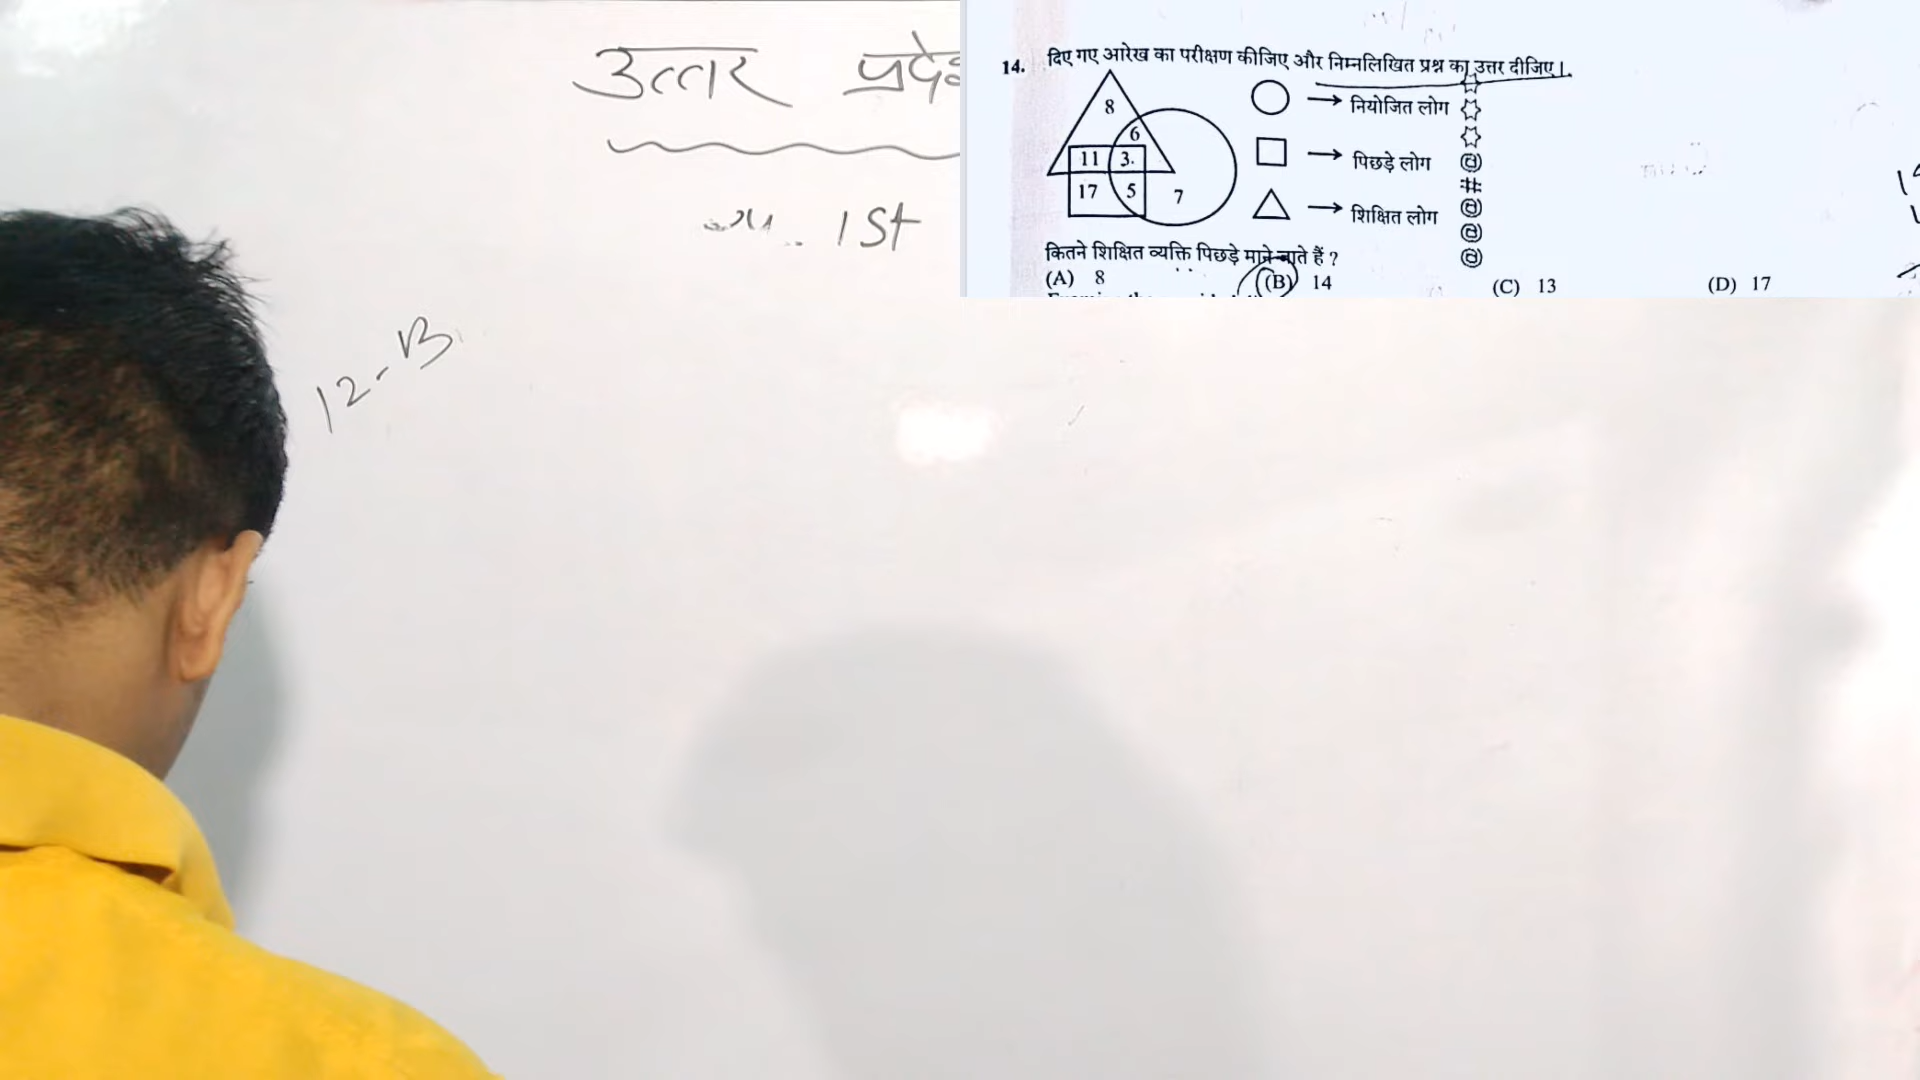 उत्तर प्रदे
1st
12-B
14. दिए गए आरेख का परीक्षण कीजिए और निम्नलिखित प्रश्न का उत्तर दीजिए।
8
6
11 3.
17 5 7
→ नियोजित लोग
→ पिछड़े लोग
→ शिक्षित लोग
कितने शिक्षित व्यक्ति पिछड़े माने जाते हैं ?
(A) 8 (B) 14 (C) 13 (D) 17